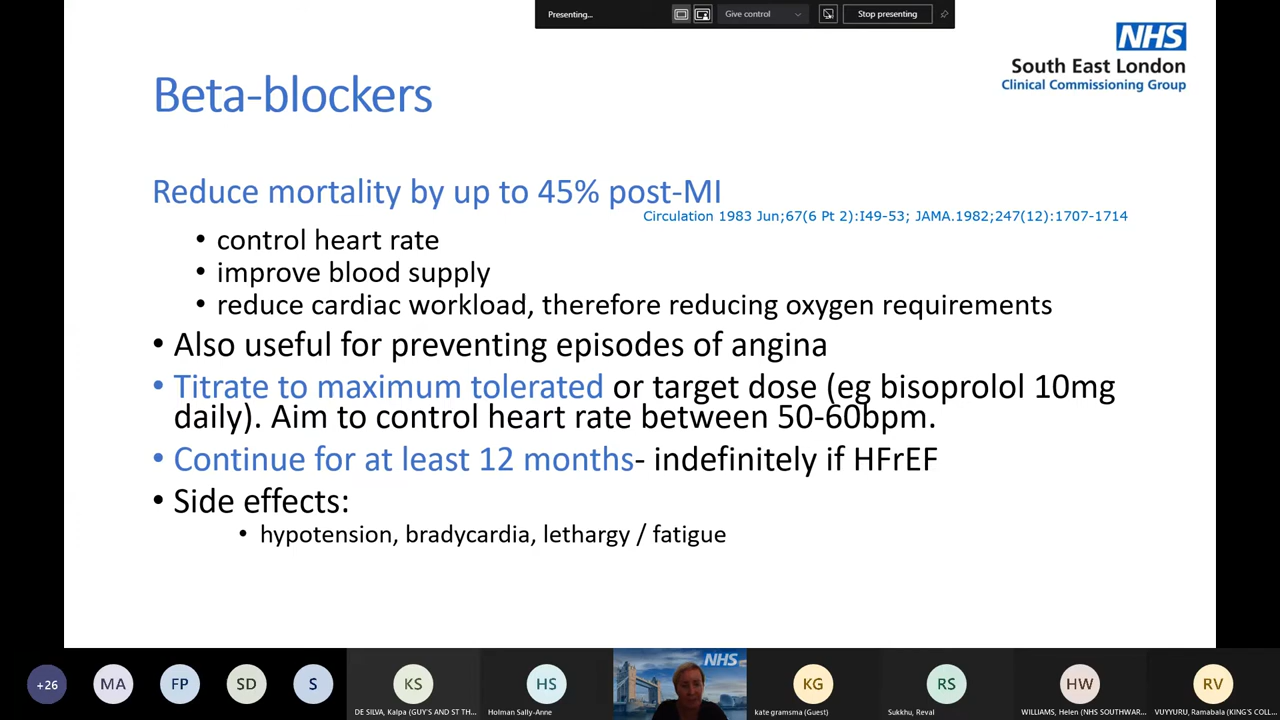 Presenting...
Give control
Stop presenting
NHS
South East London
Clinical Commissioning Group
Beta-blockers
Reduce mortality by up to 45% post-MI
Circulation 1983 Jun;67(6 Pt 2):I49-53; JAMA.1982;247(12):1707-1714
• control heart rate
• improve blood supply
• reduce cardiac workload, therefore reducing oxygen requirements
• Also useful for preventing episodes of angina
• Titrate to maximum tolerated or target dose (eg bisoprolol 10mg
daily). Aim to control heart rate between 50-60bpm.
• Continue for at least 12 months- indefinitely if HFrEF
• Side effects:
• hypotension, bradycardia, lethargy / fatigue
+26
MA
FP
SD
S
KS
HS
NHS
KG
RS
HW
RV
DE SILVA, Kalpa (GUY'S AND ST TH...
Holman Sally-Anne
kate gramsma (Guest)
Sukkhu, Reval
WILLIAMS, Helen (NHS SOUTHWAR...
VUYYURU, Ramabala (KING'S COLL...